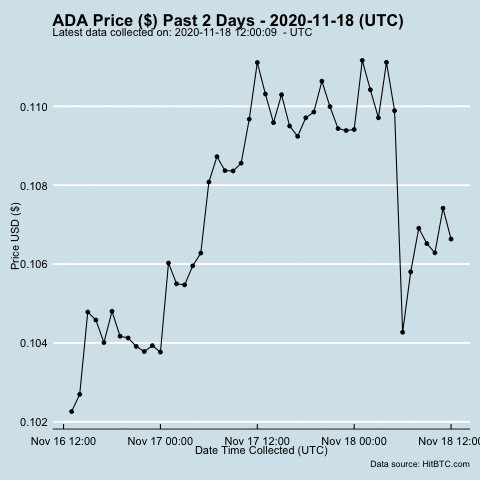 ADA Price ($) Past 2 Days - 2020-11-18 (UTC)
Latest data collected on: 2020-11-18 12:00:09 - UTC
0.110
0.108
0.106
0.104
0.102
Price USD ($)
Nov 16 12:00 Nov 17 00:00 Nov 17 12:00 Nov 18 00:00 Nov 18 12:00
Date Time Collected (UTC)
Data source: HitBTC.com